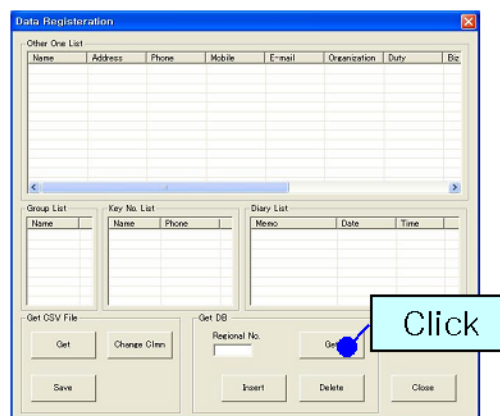 Data Registeration
Other One List
Name Address Phone Mobile E-mail Organization Duty Biz
Group List Key No. List Diary List
Name Name Phone Memo Date Time
Get CSV File Get DB
Regional No.
Get Change Clmn Get
Click
Save Insert Delete Close